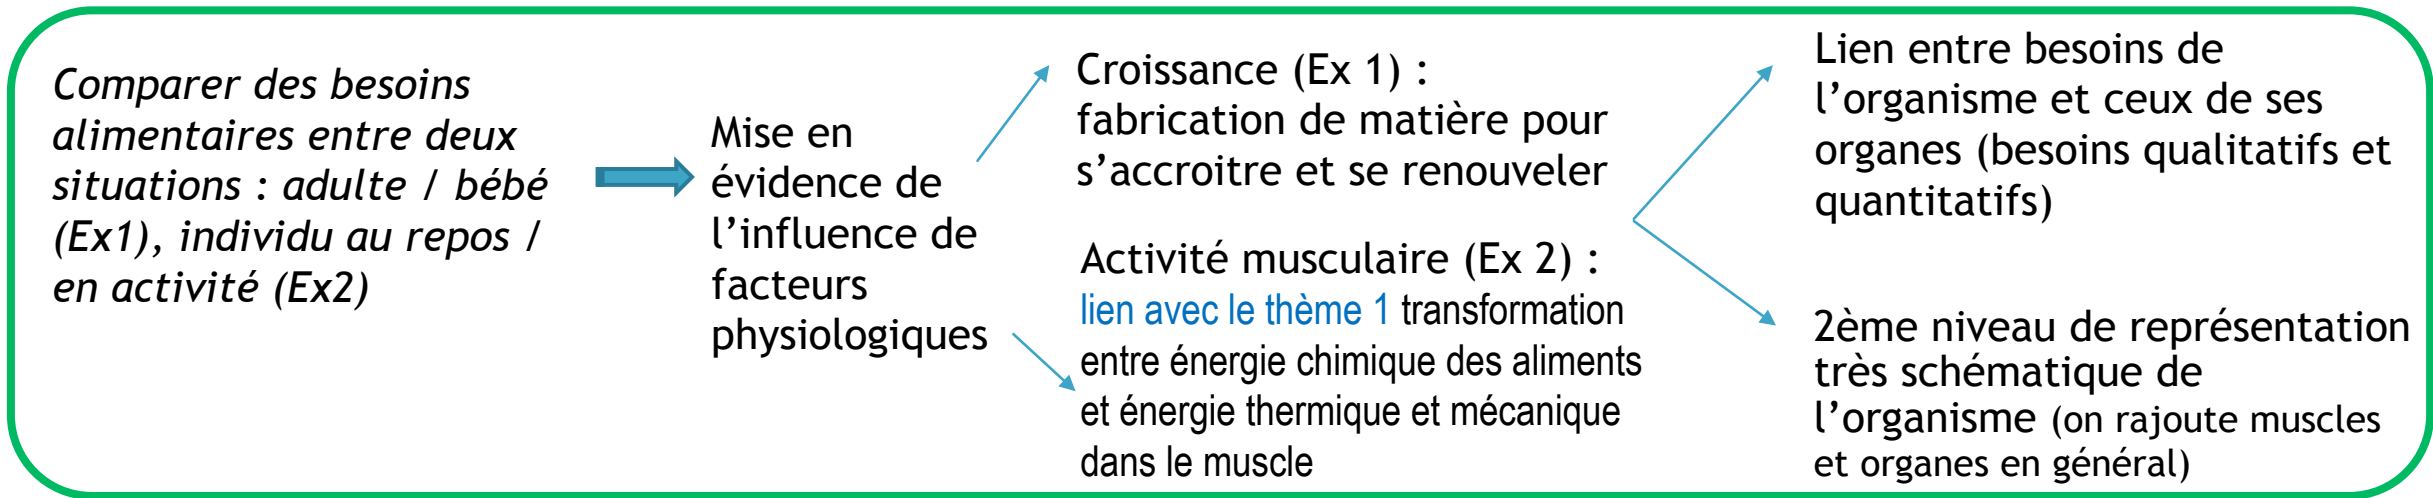 Comparer des besoins
alimentaires entre deux
situations : adulte / bébé
(Ex1), individu au repos /
en activité (Ex2)
Mise en
évidence de
l’influence de
facteurs
physiologiques
Croissance (Ex 1) :
fabrication de matière pour
s’accroitre et se renouveler
Activité musculaire (Ex 2) :
lien avec le thème 1 transformation
entre énergie chimique des aliments
et énergie thermique et mécanique
dans le muscle
Lien entre besoins de
l’organisme et ceux de ses
organes (besoins qualitatifs et
quantitatifs)
2ème niveau de représentation
très schématique de
l’organisme (on rajoute muscles
et organes en général)